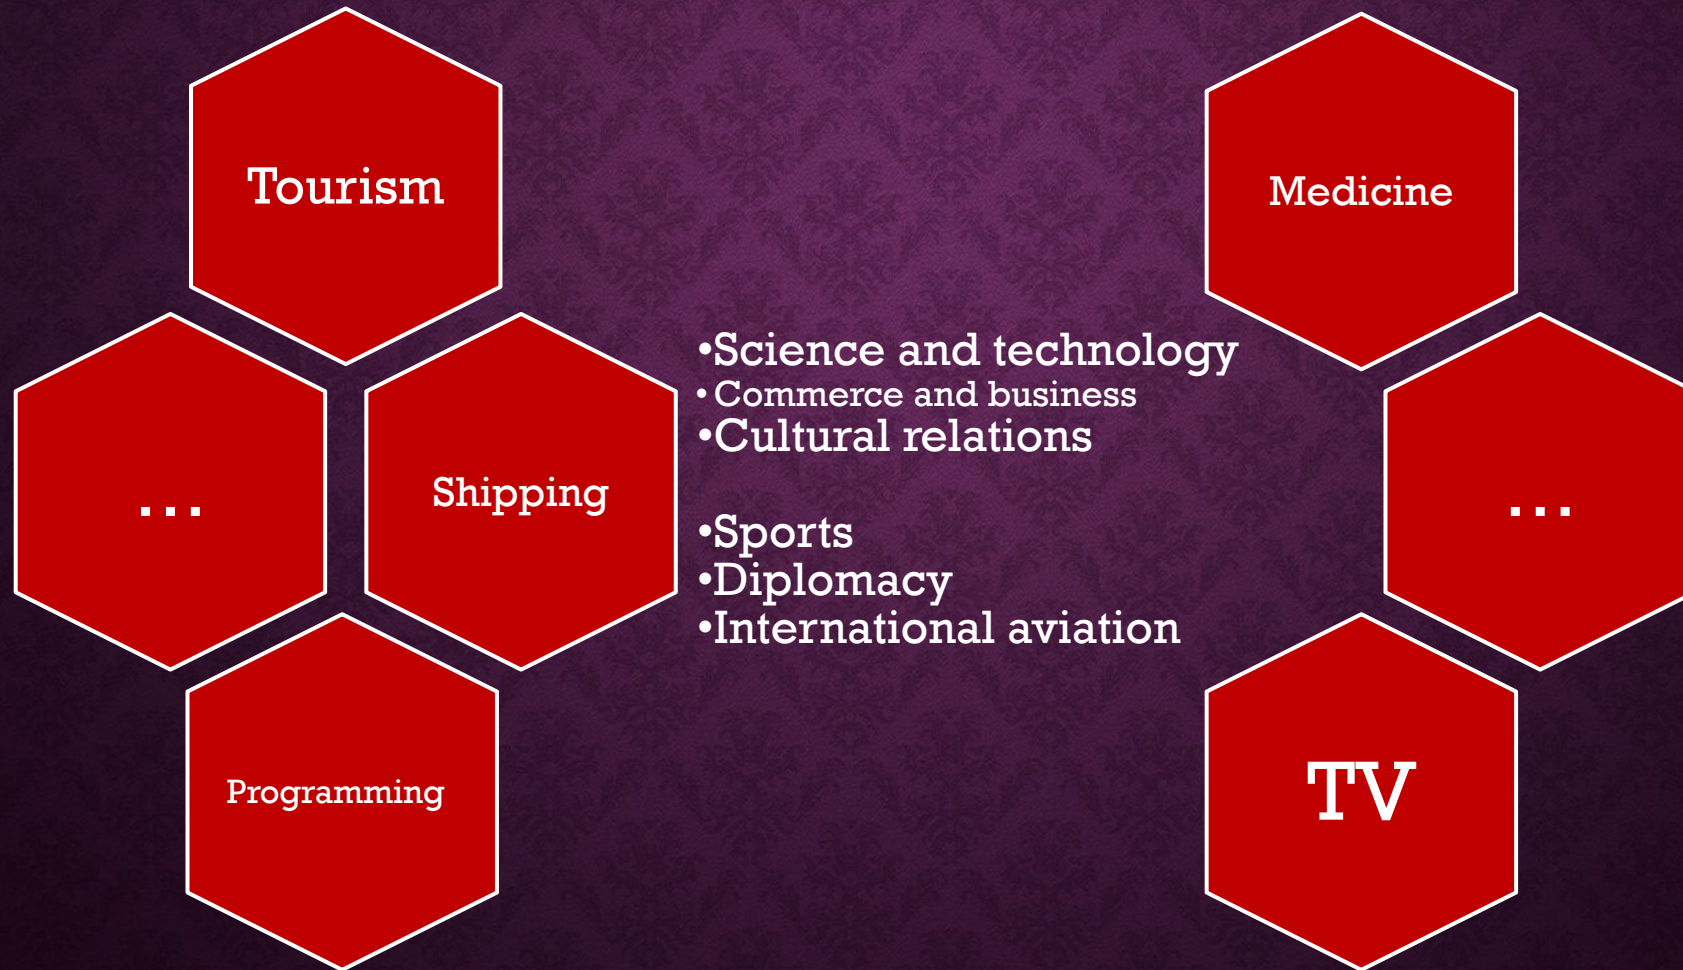 Tourism
Medicine
•Science and technology
•Commerce and business
•Cultural relations
...
Shipping
...
•Sports
•Diplomacy
•International aviation
Programming
TV